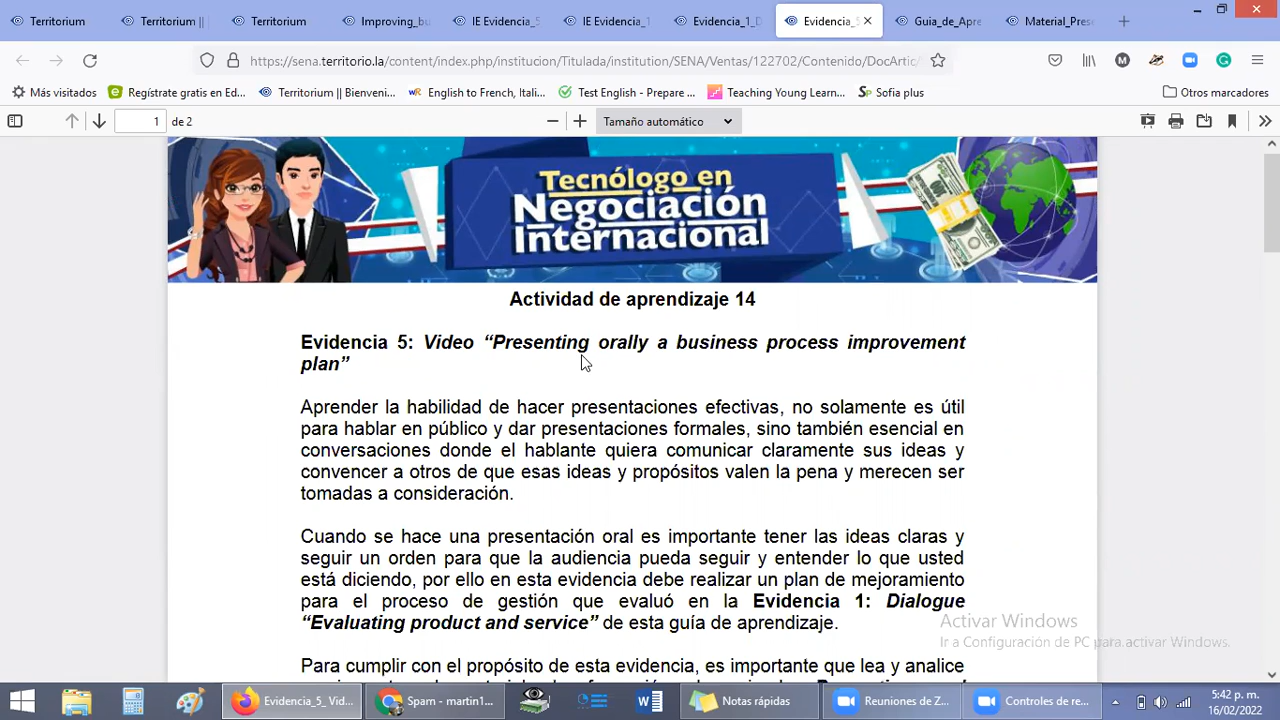 Territorium
Territorium ||
Territorium
Improving_bu
IE Evidencia_5
IE Evidencia_1
Evidencia_1_D
Evidencia_5
Guia_de_Apre
Material_Prese
https://sena.territorio.la/content/index.php/institucion/Titulada/institution/SENA/Ventas/122702/Contenido/DocArtic/
Más visitados
Regístrate gratis en Ed...
Territorium || Bienveni...
English to French, Itali...
Test English - Prepare ...
Teaching Young Learn...
Sofia plus
Otros marcadores
1 de 2
Tamaño automático
Tecnólogo en
Negociación
Internacional
Actividad de aprendizaje 14
Evidencia 5: Video “Presenting orally a business process improvement
plan”
Aprender la habilidad de hacer presentaciones efectivas, no solamente es útil
para hablar en público y dar presentaciones formales, sino también esencial en
conversaciones donde el hablante quiera comunicar claramente sus ideas y
convencer a otros de que esas ideas y propósitos valen la pena y merecen ser
tomadas a consideración.
Cuando se hace una presentación oral es importante tener las ideas claras y
seguir un orden para que la audiencia pueda seguir y entender lo que usted
está diciendo, por ello en esta evidencia debe realizar un plan de mejoramiento
para el proceso de gestión que evaluó en la Evidencia 1: Dialogue
“Evaluating product and service” de esta guía de aprendizaje.
Para cumplir con el propósito de esta evidencia, es importante que lea y analice
Activar Windows
Ir a Configuración de PC para activar Windows.
Evidencia_5_Vid...
Spam - martin1...
Notas rápidas
Reuniones de Z...
Controles de re...
5:42 p. m.
16/02/2022